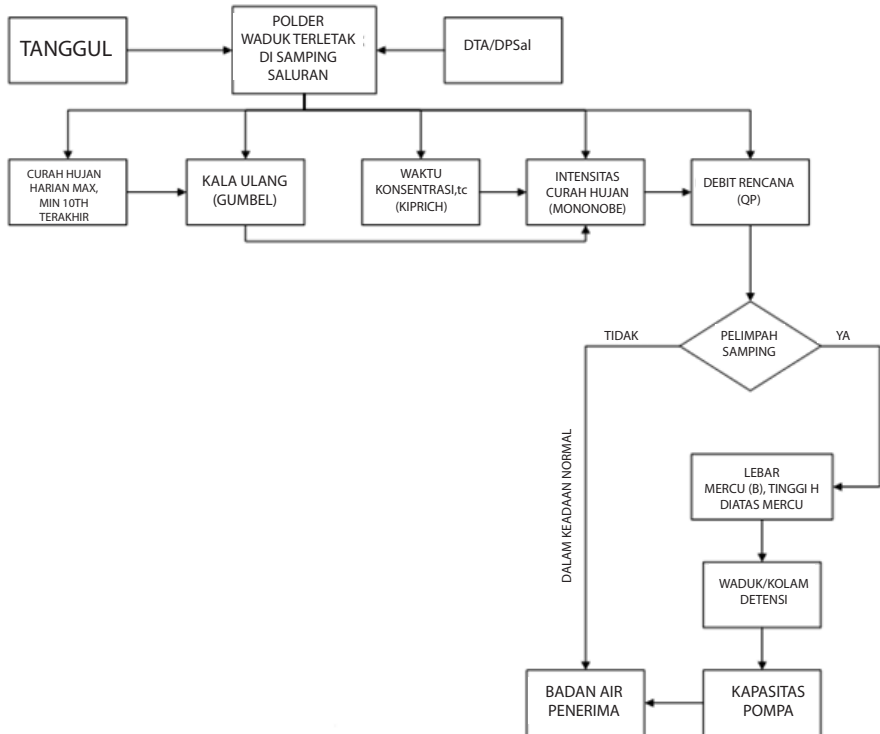 TANGGUL
POLDER
WADUK TERLETAK
DI SAMPING
SALURAN
DTA/DPSal
CURAH HUJAN
HARIAN MAX,
MIN 10TH
TERAKHIR
KALA ULANG
(GUMBEL)
WAKTU
KONSENTRASI,tc
(KIPRICH)
INTENSITAS
CURAH HUJAN
(MONONOBE)
DEBIT RENCANA
(QP)
TIDAK
PELIMPAH
SAMPING
YA
DALAM KEADAAN NORMAL
LEBAR
MERCU (B), TINGGI H
DIATAS MERCU
WADUK/KOLAM
DETENSI
BADAN AIR
PENERIMA
KAPASITAS
POMPA